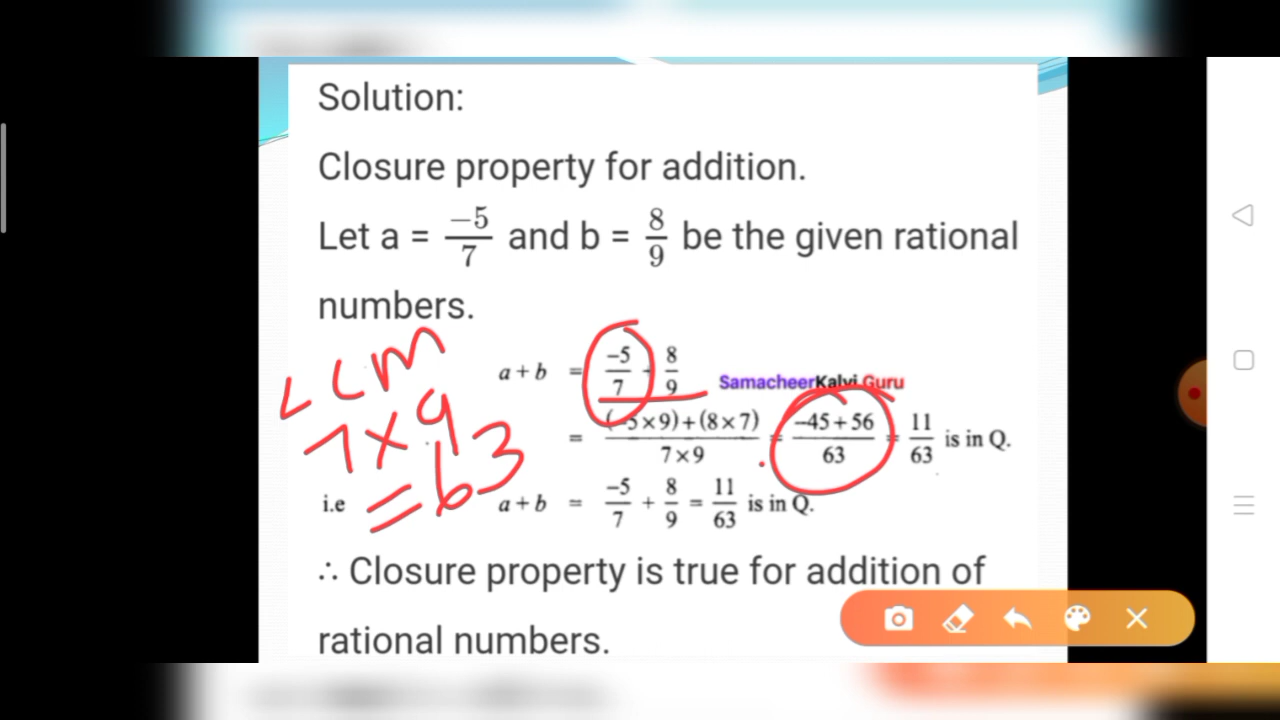 Solution:
Closure property for addition.
Let a = −5/7 and b = 8/9 be the given rational
numbers.
LCM
7 × 9
= 63
a + b = −5/7 + 8/9
SamacheerKalvi.Guru
= (−5 × 9) + (8 × 7) / 7 × 9 = −45 + 56 / 63 = 11/63 is in Q.
i.e a + b = −5/7 + 8/9 = 11/63 is in Q.
∴ Closure property is true for addition of
rational numbers.